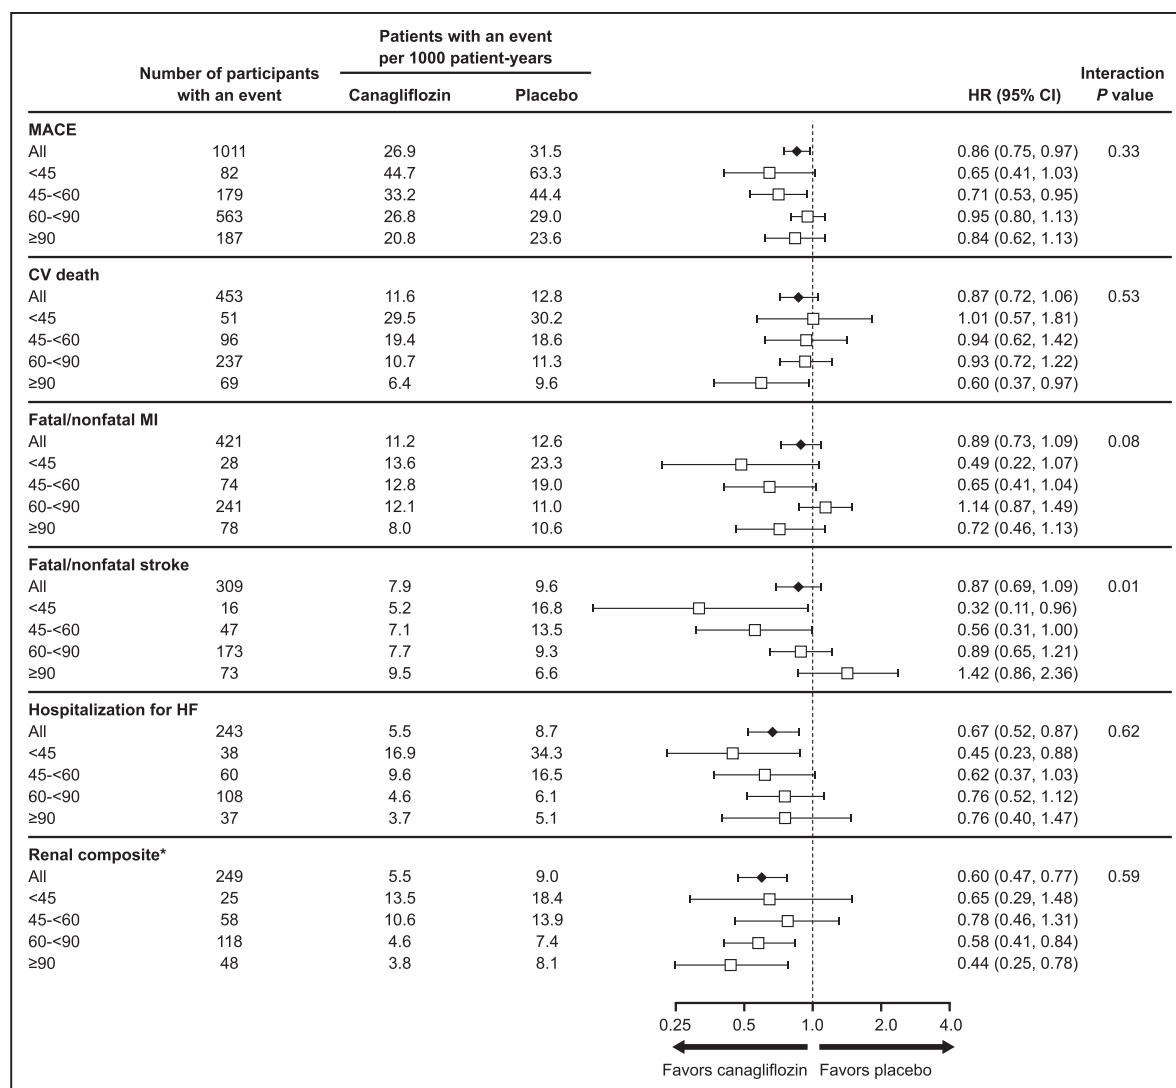 Patients with an event
per 1000 patient-years
Number of participants
with an event
Canagliflozin Placebo HR (95% CI)
Interaction
P value
MACE
All 1011 26.9 31.5 0.86 (0.75, 0.97) 0.33
<45 82 44.7 63.3 0.65 (0.41, 1.03)
45-<60 179 33.2 44.4 0.71 (0.53, 0.95)
60-<90 563 26.8 29.0 0.95 (0.80, 1.13)
≥90 187 20.8 23.6 0.84 (0.62, 1.13)
CV death
All 453 11.6 12.8 0.87 (0.72, 1.06) 0.53
<45 51 29.5 30.2 1.01 (0.57, 1.81)
45-<60 96 19.4 18.6 0.94 (0.62, 1.42)
60-<90 237 10.7 11.3 0.93 (0.72, 1.22)
≥90 69 6.4 9.6 0.60 (0.37, 0.97)
Fatal/nonfatal MI
All 421 11.2 12.6 0.89 (0.73, 1.09) 0.08
<45 28 13.6 23.3 0.49 (0.22, 1.07)
45-<60 74 12.8 19.0 0.65 (0.41, 1.04)
60-<90 241 12.1 11.0 1.14 (0.87, 1.49)
≥90 78 8.0 10.6 0.72 (0.46, 1.13)
Fatal/nonfatal stroke
All 309 7.9 9.6 0.87 (0.69, 1.09) 0.01
<45 16 5.2 16.8 0.32 (0.11, 0.96)
45-<60 47 7.1 13.5 0.56 (0.31, 1.00)
60-<90 173 7.7 9.3 0.89 (0.65, 1.21)
≥90 73 9.5 6.6 1.42 (0.86, 2.36)
Hospitalization for HF
All 243 5.5 8.7 0.67 (0.52, 0.87) 0.62
<45 38 16.9 34.3 0.45 (0.23, 0.88)
45-<60 60 9.6 16.5 0.62 (0.37, 1.03)
60-<90 108 4.6 6.1 0.76 (0.52, 1.12)
≥90 37 3.7 5.1 0.76 (0.40, 1.47)
Renal composite*
All 249 5.5 9.0 0.60 (0.47, 0.77) 0.59
<45 25 13.5 18.4 0.65 (0.29, 1.48)
45-<60 58 10.6 13.9 0.78 (0.46, 1.31)
60-<90 118 4.6 7.4 0.58 (0.41, 0.84)
≥90 48 3.8 8.1 0.44 (0.25, 0.78)
0.25 0.5 1.0 2.0 4.0
Favors canagliflozin Favors placebo